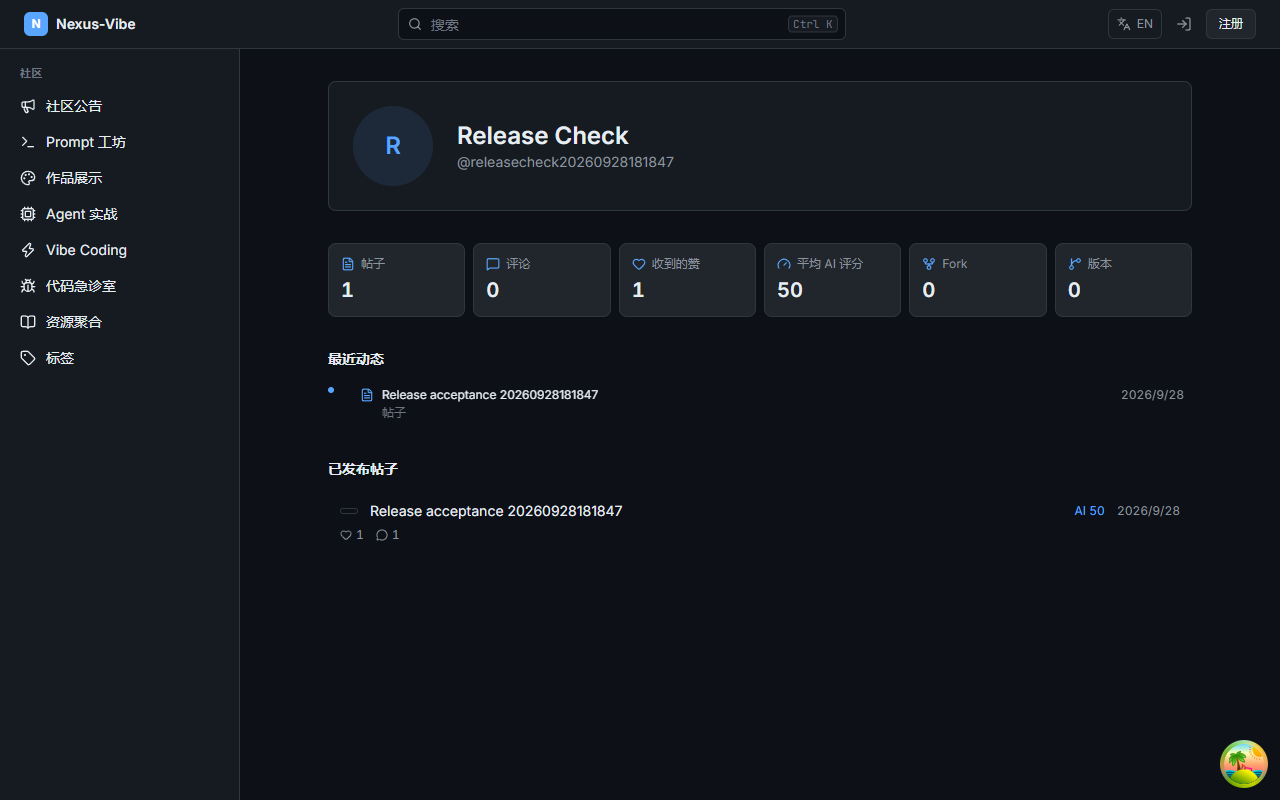 N Nexus-Vibe
搜索
Ctrl K
EN
注册
社区
社区公告
Prompt 工坊
作品展示
Agent 实战
Vibe Coding
代码急诊室
资源聚合
标签
R
Release Check
@releasecheck20260928181847
帖子
1
评论
0
收到的赞
1
平均 AI 评分
50
Fork
0
版本
0
最近动态
Release acceptance 20260928181847
2026/9/28
帖子
已发布帖子
Release acceptance 20260928181847
AI 50
2026/9/28
1
1